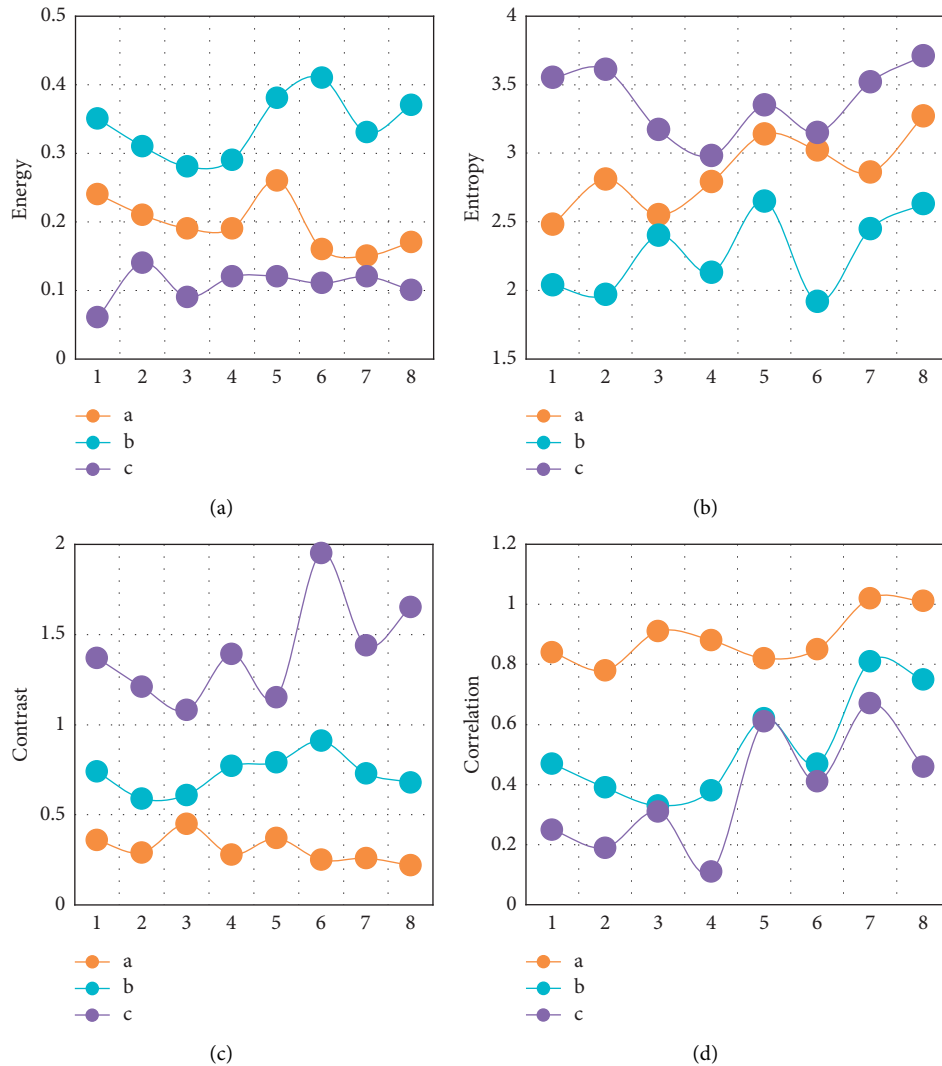 0.5
0.4
0.3
0.2
0.1
0
Energy
1 2 3 4 5 6 7 8
a
b
c
(a)
4
3.5
3
2.5
2
1.5
Entropy
1 2 3 4 5 6 7 8
a
b
c
(b)
2
1.5
1
0.5
0
Contrast
1 2 3 4 5 6 7 8
a
b
c
(c)
1.2
1
0.8
0.6
0.4
0.2
0
Correlation
1 2 3 4 5 6 7 8
a
b
c
(d)